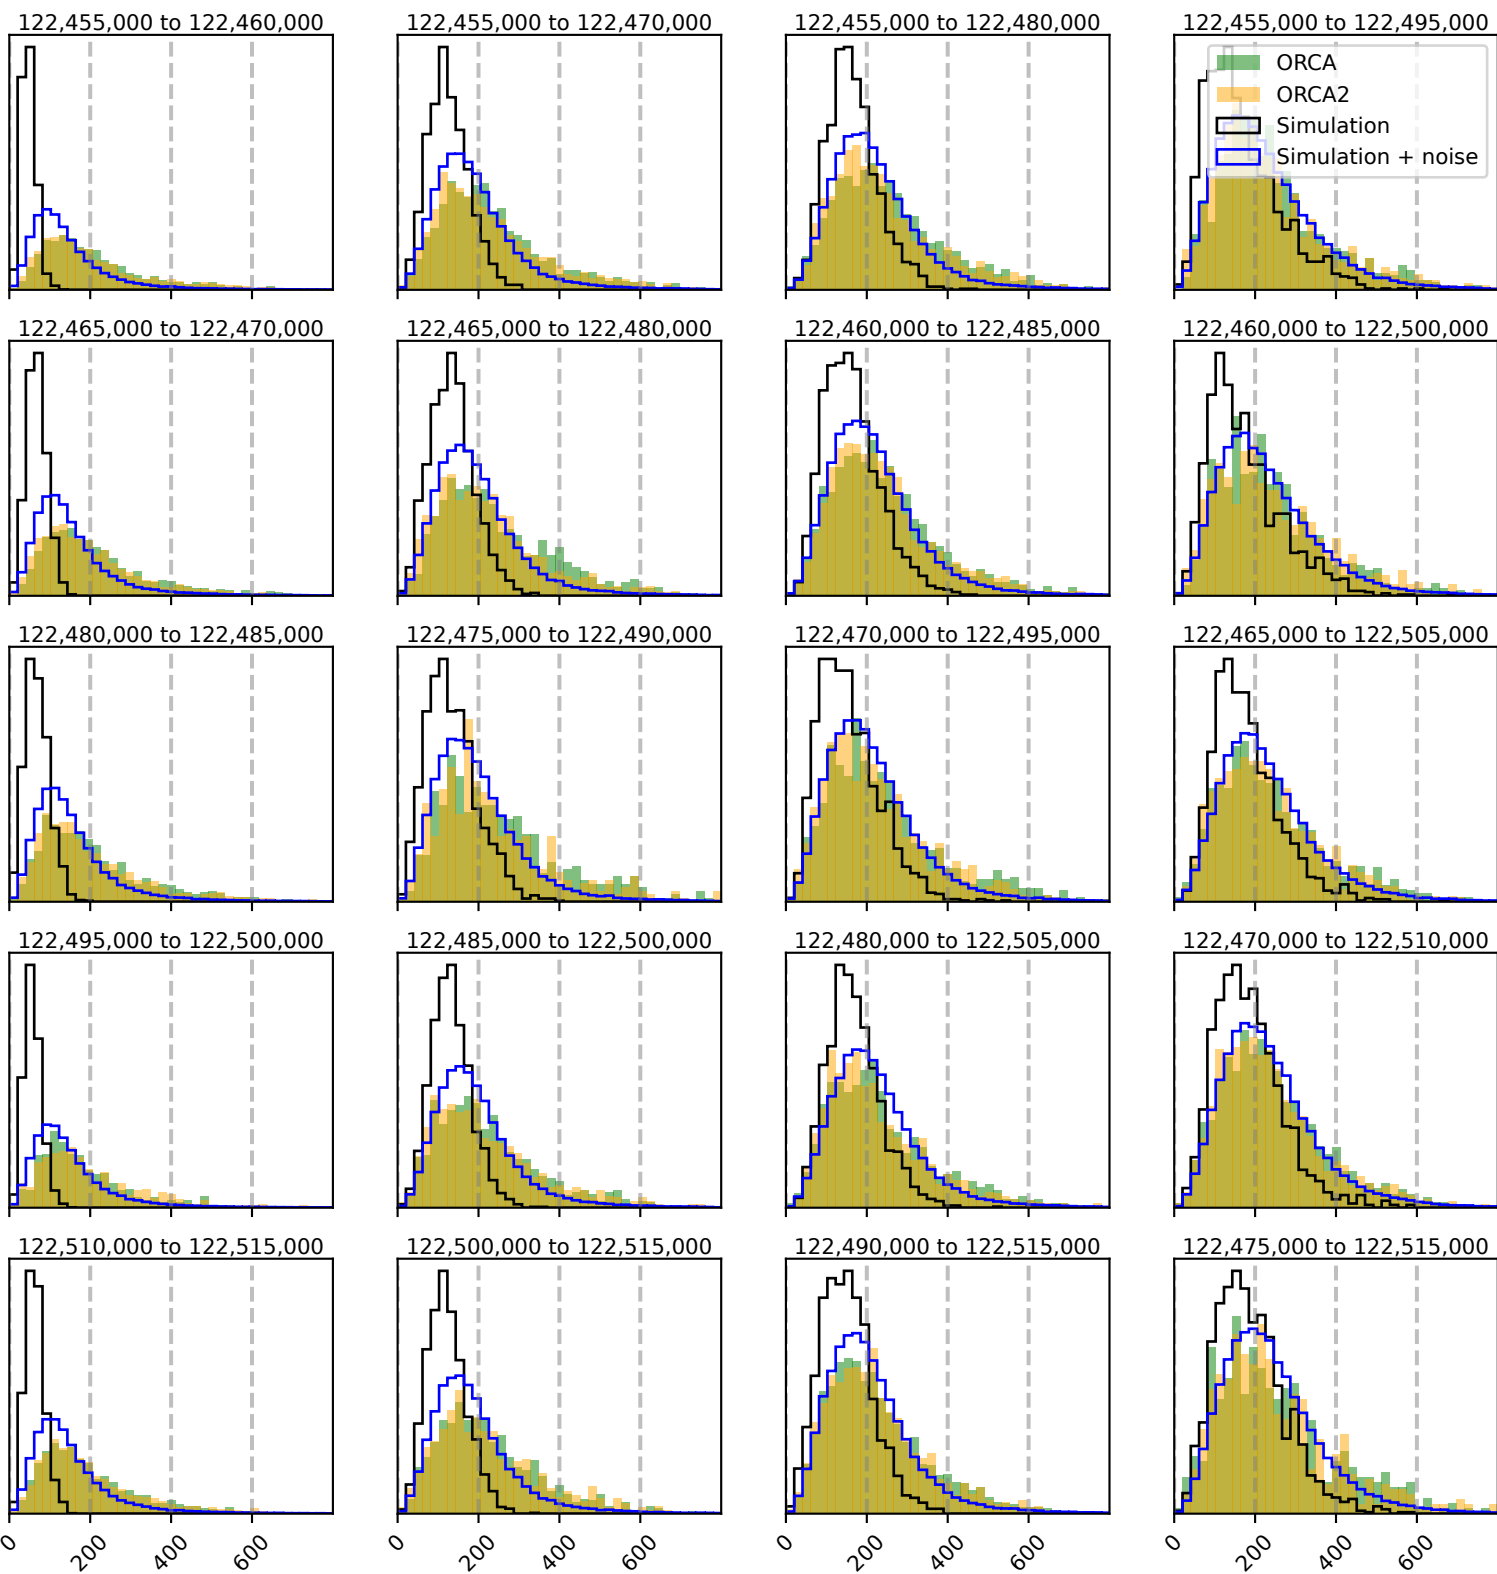 122,455,000 to 122,460,000
122,455,000 to 122,470,000
122,455,000 to 122,480,000
122,455,000 to 122,495,000
ORCA
ORCA2
Simulation
Simulation + noise
122,465,000 to 122,470,000
122,465,000 to 122,480,000
122,460,000 to 122,485,000
122,460,000 to 122,500,000
122,480,000 to 122,485,000
122,475,000 to 122,490,000
122,470,000 to 122,495,000
122,465,000 to 122,505,000
122,495,000 to 122,500,000
122,485,000 to 122,500,000
122,480,000 to 122,505,000
122,470,000 to 122,510,000
122,510,000 to 122,515,000
122,500,000 to 122,515,000
122,490,000 to 122,515,000
122,475,000 to 122,515,000
0 200 400 600
0 200 400 600
0 200 400 600
0 200 400 600